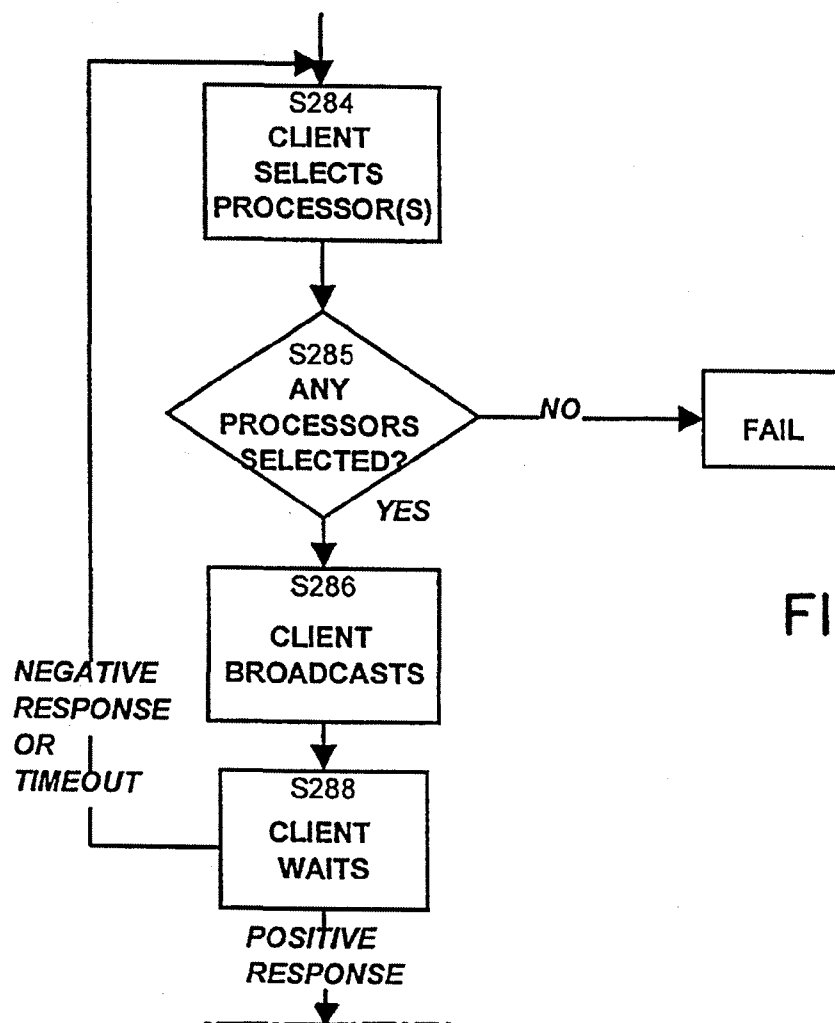 S284
CLIENT
SELECTS
PROCESSOR(S)
S285
ANY
PROCESSORS
SELECTED?
NO
FAIL
YES
S286
CLIENT
BROADCASTS
FI
NEGATIVE
RESPONSE
OR
TIMEOUT
S288
CLIENT
WAITS
POSITIVE
RESPONSE